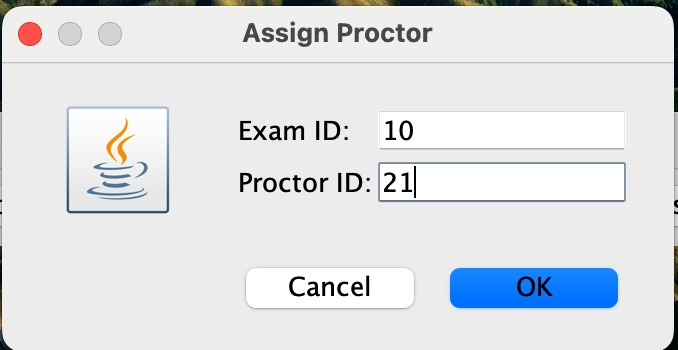 Assign Proctor
Exam ID: 10
Proctor ID: 21
Cancel OK